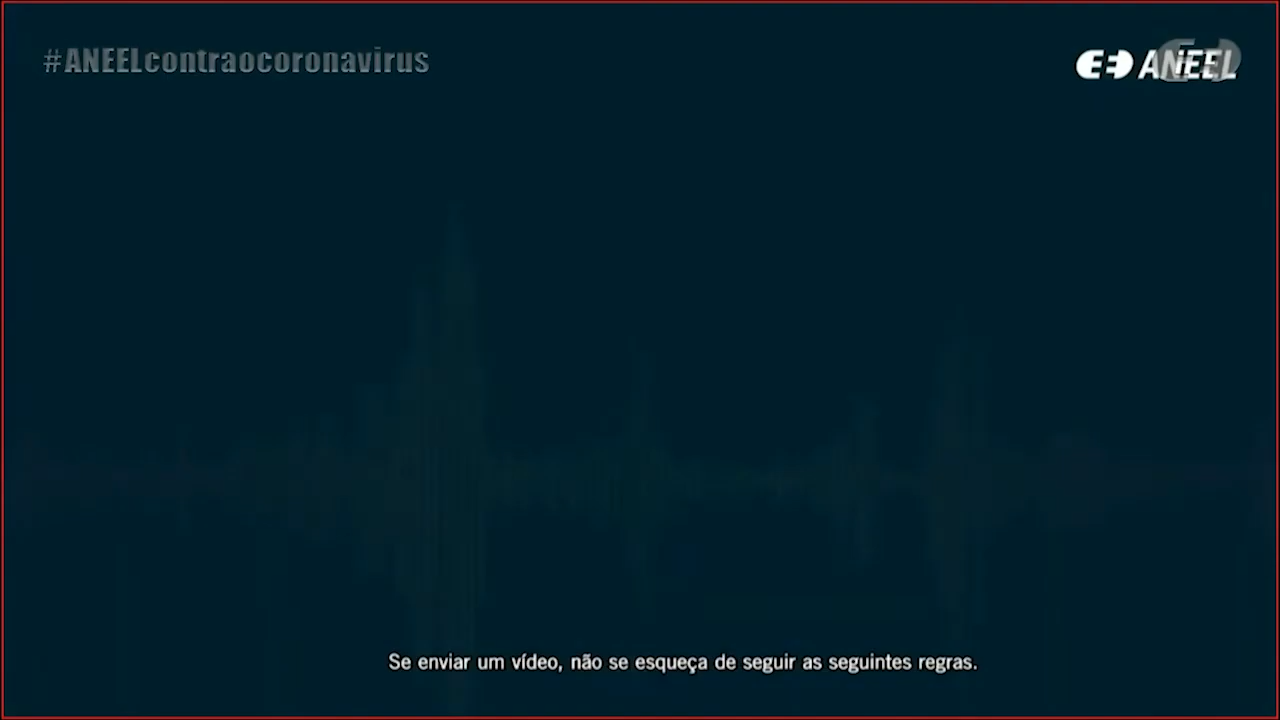 #ANEELcontraocoronavirus
ANEEL
Se enviar um vídeo, não se esqueça de seguir as seguintes regras.